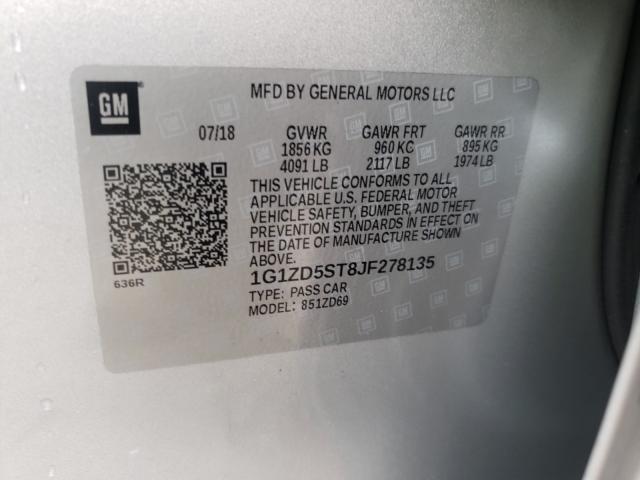 GM
MFD BY GENERAL MOTORS LLC
07/18 GVWR GAWR FRT GAWR RR
1856 KG 960 KG 895 KG
4091 LB 2117 LB 1974 LB
THIS VEHICLE CONFORMS TO ALL
APPLICABLE U.S. FEDERAL MOTOR
VEHICLE SAFETY, BUMPER, AND THEFT
PREVENTION STANDARDS IN EFFECT ON
THE DATE OF MANUFACTURE SHOWN
ABOVE.
636R
1G1ZD5ST8JF278135
TYPE: PASS CAR
MODEL: 851ZD69